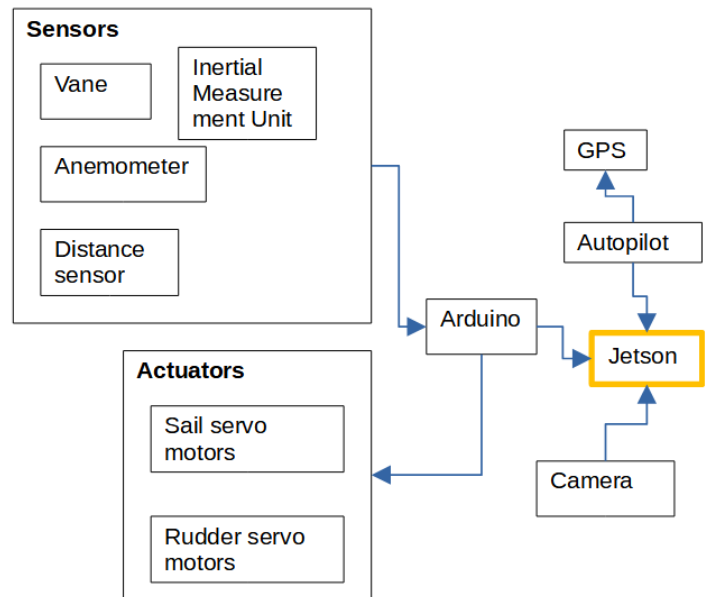 Sensors
Vane
Inertial
Measure
ment Unit
Anemometer
Distance
sensor
GPS
Autopilot
Arduino
Jetson
Actuators
Sail servo
motors
Camera
Rudder servo
motors